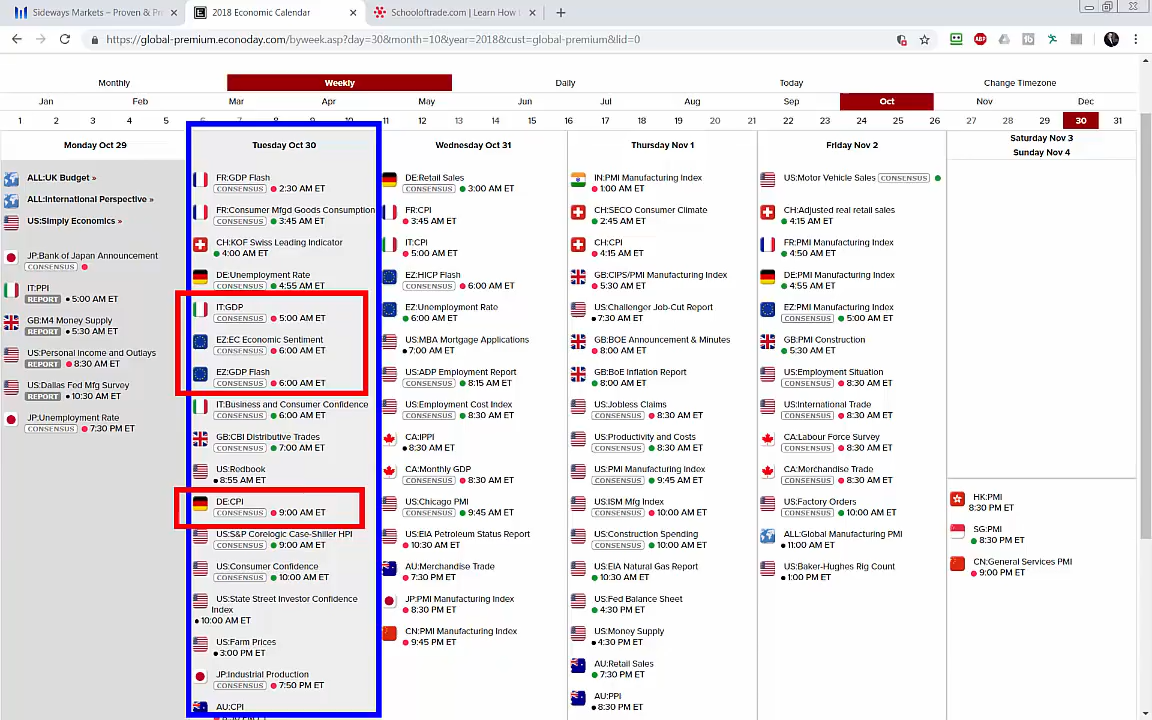 Sideways Markets – Proven & Pr
2018 Economic Calendar
Schooloftrade.com | Learn How
https://global-premium.econoday.com/byweek.asp?day=30&month=10&year=2018&cust=global-premium&lid=0
Monthly
Weekly
Daily
Today
Change Timezone
Jan Feb Mar Apr May Jun Jul Aug Sep Oct Nov Dec
1 2 3 4 5 6 7 8 9 10 11 12 13 14 15 16 17 18 19 20 21 22 23 24 25 26 27 28 29 30 31
Monday Oct 29
ALL:UK Budget »
ALL:International Perspective »
US:Simply Economics »
JP:Bank of Japan Announcement
CONSENSUS
IT:PPI
REPORT 5:00 AM ET
GB:M4 Money Supply
REPORT 5:30 AM ET
US:Personal Income and Outlays
REPORT 8:30 AM ET
US:Dallas Fed Mfg Survey
REPORT 10:30 AM ET
JP:Unemployment Rate
CONSENSUS 7:30 PM ET
Tuesday Oct 30
FR:GDP Flash
CONSENSUS 2:30 AM ET
FR:Consumer Mfgd Goods Consumption
CONSENSUS 3:45 AM ET
CH:KOF Swiss Leading Indicator
4:00 AM ET
DE:Unemployment Rate
CONSENSUS 4:55 AM ET
IT:GDP
CONSENSUS 5:00 AM ET
EZ:EC Economic Sentiment
CONSENSUS 6:00 AM ET
EZ:GDP Flash
CONSENSUS 6:00 AM ET
IT:Business and Consumer Confidence
CONSENSUS 6:00 AM ET
GB:CBI Distributive Trades
CONSENSUS 7:00 AM ET
US:Redbook
8:55 AM ET
DE:CPI
CONSENSUS 9:00 AM ET
US:S&P Corelogic Case-Shiller HPI
CONSENSUS 9:00 AM ET
US:Consumer Confidence
CONSENSUS 10:00 AM ET
US:State Street Investor Confidence
Index
10:00 AM ET
US:Farm Prices
3:00 PM ET
JP:Industrial Production
CONSENSUS 7:50 PM ET
AU:CPI
8:30 PM ET
Wednesday Oct 31
DE:Retail Sales
CONSENSUS 3:00 AM ET
FR:CPI
3:45 AM ET
IT:CPI
5:00 AM ET
EZ:HICP Flash
CONSENSUS 6:00 AM ET
EZ:Unemployment Rate
6:00 AM ET
US:MBA Mortgage Applications
7:00 AM ET
US:ADP Employment Report
CONSENSUS 8:15 AM ET
US:Employment Cost Index
CONSENSUS 8:30 AM ET
CA:IPPI
8:30 AM ET
CA:Monthly GDP
CONSENSUS 8:30 AM ET
US:Chicago PMI
CONSENSUS 9:45 AM ET
US:EIA Petroleum Status Report
10:30 AM ET
AU:Merchandise Trade
7:30 PM ET
JP:PMI Manufacturing Index
8:30 PM ET
CN:PMI Manufacturing Index
9:45 PM ET
Thursday Nov 1
IN:PMI Manufacturing Index
1:00 AM ET
CH:SECO Consumer Climate
2:45 AM ET
CH:CPI
4:15 AM ET
GB:CIPS/PMI Manufacturing Index
5:30 AM ET
US:Challenger Job-Cut Report
7:30 AM ET
GB:BOE Announcement & Minutes
8:00 AM ET
GB:BoE Inflation Report
8:00 AM ET
US:Jobless Claims
CONSENSUS 8:30 AM ET
US:Productivity and Costs
CONSENSUS 8:30 AM ET
US:PMI Manufacturing Index
CONSENSUS 9:45 AM ET
US:ISM Mfg Index
CONSENSUS 10:00 AM ET
US:Construction Spending
CONSENSUS 10:00 AM ET
US:EIA Natural Gas Report
10:30 AM ET
US:Fed Balance Sheet
4:30 PM ET
US:Money Supply
4:30 PM ET
AU:Retail Sales
7:30 PM ET
AU:PPI
8:30 PM ET
Friday Nov 2
US:Motor Vehicle Sales CONSENSUS
CH:Adjusted real retail sales
4:15 AM ET
FR:PMI Manufacturing Index
4:50 AM ET
DE:PMI Manufacturing Index
4:55 AM ET
EZ:PMI Manufacturing Index
CONSENSUS 5:00 AM ET
GB:PMI Construction
5:30 AM ET
US:Employment Situation
CONSENSUS 8:30 AM ET
US:International Trade
CONSENSUS 8:30 AM ET
CA:Labour Force Survey
CONSENSUS 8:30 AM ET
CA:Merchandise Trade
CONSENSUS 8:30 AM ET
US:Factory Orders
CONSENSUS 10:00 AM ET
ALL:Global Manufacturing PMI
11:00 AM ET
US:Baker-Hughes Rig Count
1:00 PM ET
Saturday Nov 3
Sunday Nov 4
HK:PMI
8:30 PM ET
SG:PMI
8:30 PM ET
CN:General Services PMI
9:00 PM ET